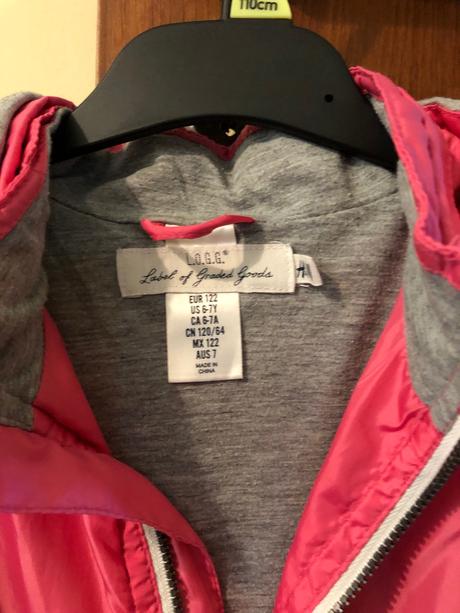 110cm
L.O.G.G.®
Label of Graded Goods
EUR 122
US 6-7Y
CA 6-7A
CN 120/64
MX 122
AUS 7
MADE IN
CHINA